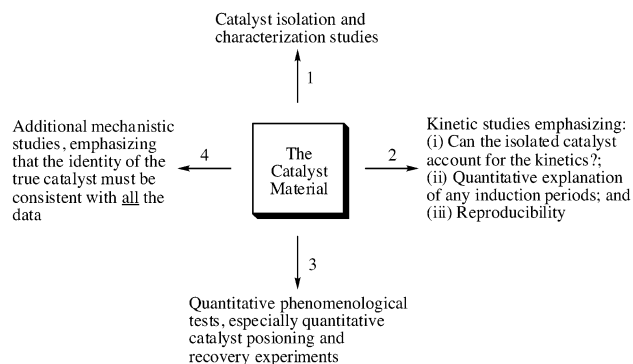 Catalyst isolation and
characterization studies
1
Additional mechanistic
studies, emphasizing
that the identity of the
true catalyst must be
consistent with all the
data
4
The
Catalyst
Material
2
Kinetic studies emphasizing:
(i) Can the isolated catalyst
account for the kinetics?;
(ii) Quantitative explanation
of any induction periods; and
(iii) Reproducibility
3
Quantitative phenomenological
tests, especially quantitative
catalyst posioning and
recovery experiments